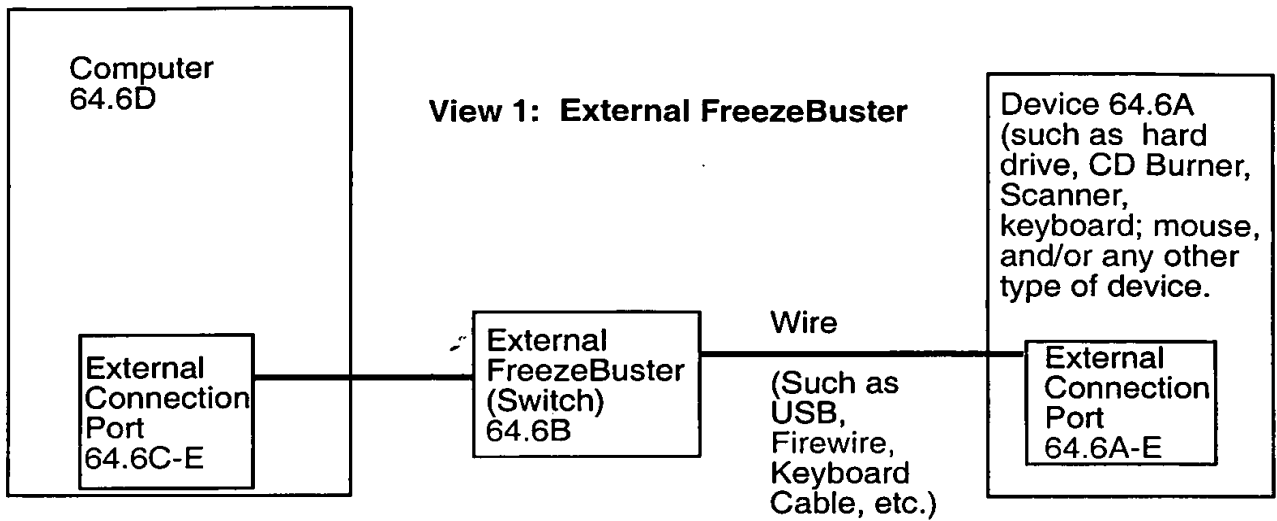 Computer
64.6D
View 1: External FreezeBuster
Device 64.6A
(such as hard
drive, CD Burner,
Scanner,
keyboard; mouse,
and/or any other
type of device.
External
Connection
Port
64.6C-E
External
FreezeBuster
(Switch)
64.6B
Wire
(Such as
USB,
Firewire,
Keyboard
Cable, etc.)
External
Connection
Port
64.6A-E